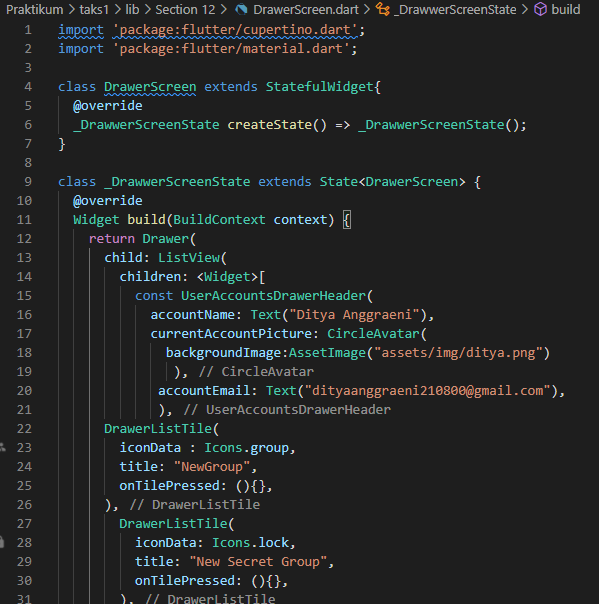 Praktikum > taks1 > lib > Section 12 > DrawerScreen.dart > _DrawwerScreenState > build
1 import 'package:flutter/cupertino.dart';
2 import 'package:flutter/material.dart';
3
4 class DrawerScreen extends StatefulWidget{
5 @override
6 _DrawwerScreenState createState() => _DrawwerScreenState();
7 }
8
9 class _DrawwerScreenState extends State<DrawerScreen> {
10 @override
11 Widget build(BuildContext context) {
12 return Drawer(
13 child: ListView(
14 children: <Widget>[
15 const UserAccountsDrawerHeader(
16 accountName: Text("Ditya Anggraeni"),
17 currentAccountPicture: CircleAvatar(
18 backgroundImage:AssetImage("assets/img/ditya.png")
19 ), // CircleAvatar
20 accountEmail: Text("dityaanggraeni210800@gmail.com"),
21 ), // UserAccountsDrawerHeader
22 DrawerListTile(
23 iconData : Icons.group,
24 title: "NewGroup",
25 onTilePressed: (){},
26 ), // DrawerListTile
27 DrawerListTile(
28 iconData: Icons.lock,
29 title: "New Secret Group",
30 onTilePressed: (){},
31 ), // DrawerListTile